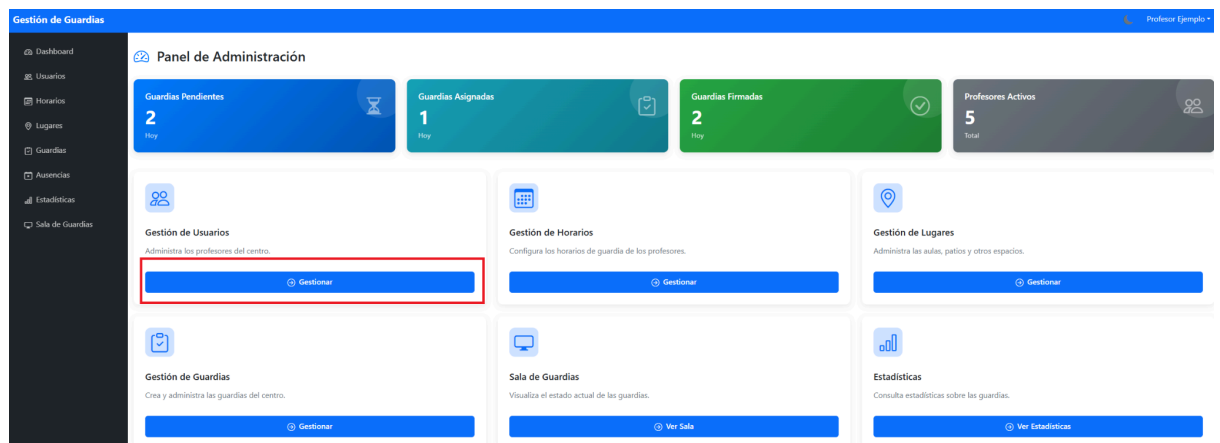 Gestión de Guardias
Profesor Ejemplo
Dashboard
Usuarios
Horarios
Lugares
Guardias
Ausencias
Estadísticas
Sala de Guardias
Panel de Administración
Guardias Pendientes
2
Hoy
Guardias Asignadas
1
Hoy
Guardias Firmadas
2
Hoy
Profesores Activos
5
Total
Gestión de Usuarios
Administra los profesores del centro.
Gestionar
Gestión de Horarios
Configura los horarios de guardia de los profesores.
Gestionar
Gestión de Lugares
Administra las aulas, patios y otros espacios.
Gestionar
Gestión de Guardias
Crea y administra las guardias del centro.
Gestionar
Sala de Guardias
Visualiza el estado actual de las guardias.
Ver Sala
Estadísticas
Consulta estadísticas sobre las guardias.
Ver Estadísticas